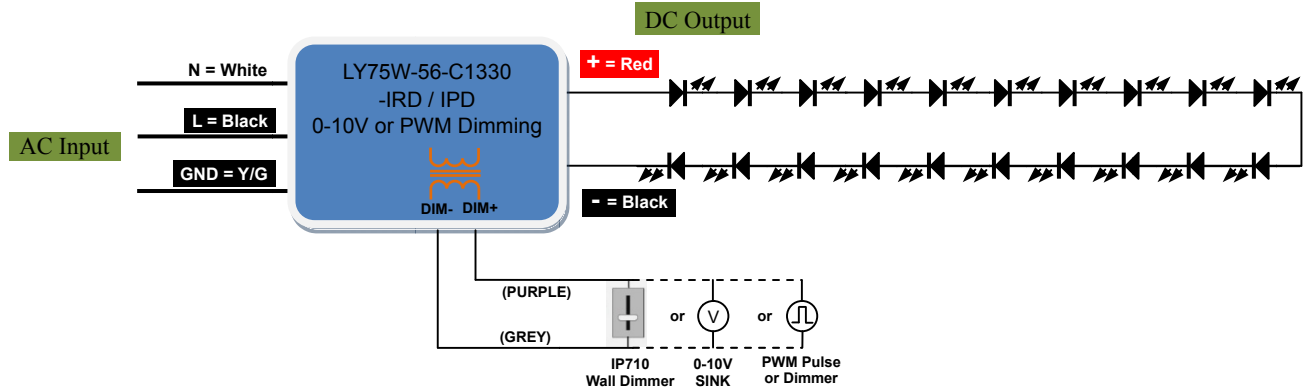 DC Output
+ = Red
N = White
LY75W-56-C1330
-IRD / IPD
0-10V or PWM Dimming
L = Black
AC Input
GND = Y/G
DIM- DIM+
- = Black
(PURPLE)
or
V
or
(GREY)
IP710
Wall Dimmer
0-10V
SINK
PWM Pulse
or Dimmer